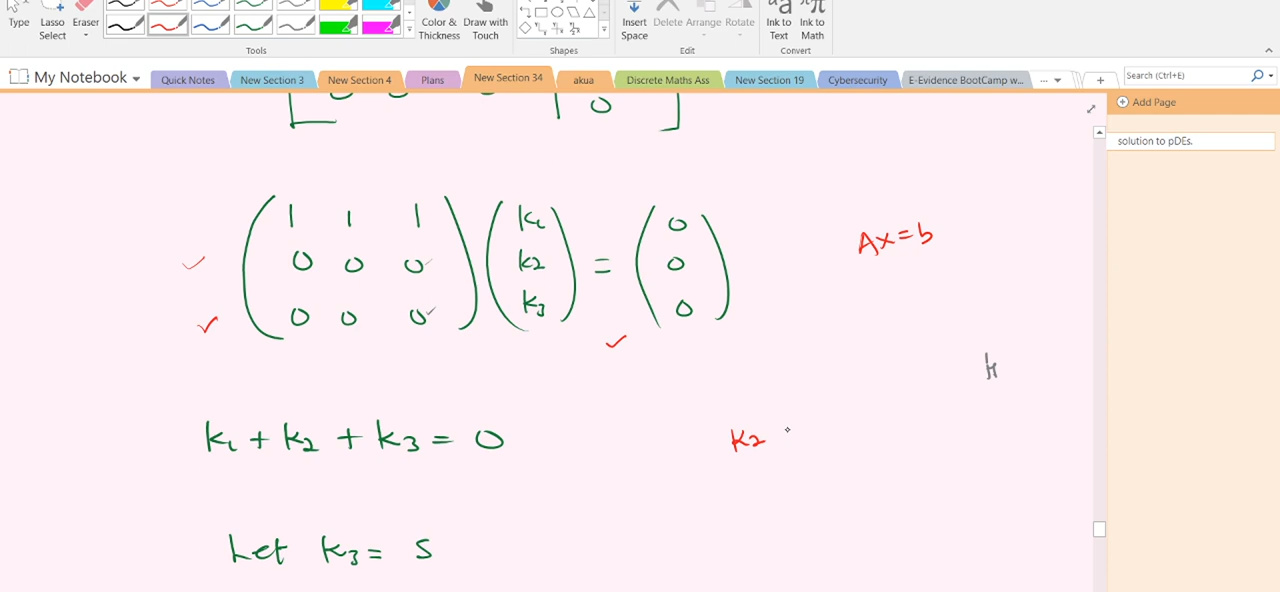 Type Lasso Select Eraser Color & Thickness Draw with Touch Insert Space Delete Arrange Rotate Ink to Text Ink to Math
Tools Shapes Edit Convert
My Notebook Quick Notes New Section 3 New Section 4 Plans New Section 34 akua Discrete Maths Ass New Section 19 Cybersecurity E-Evidence BootCamp w... ... + Search (Ctrl+E)
Add Page
solution to pDEs.
0
1 1 1 k1 0
0 0 0 k2 = 0
0 0 0 k3 0
Ax=b
k1 + k2 + k3 = 0
k2
Let k3 = s